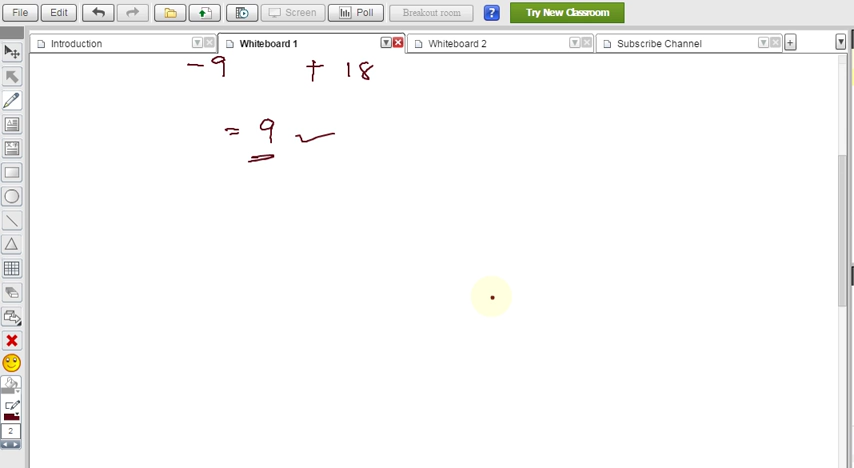 File Edit Screen Poll Breakout room ? Try New Classroom
Introduction Whiteboard 1 Whiteboard 2 Subscribe Channel +
-9 + 18
= 9 ✓
2